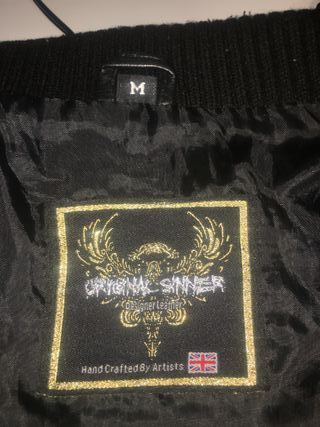 M
ORIGINAL SINNER
Designer Leather
Hand Crafted By Artists